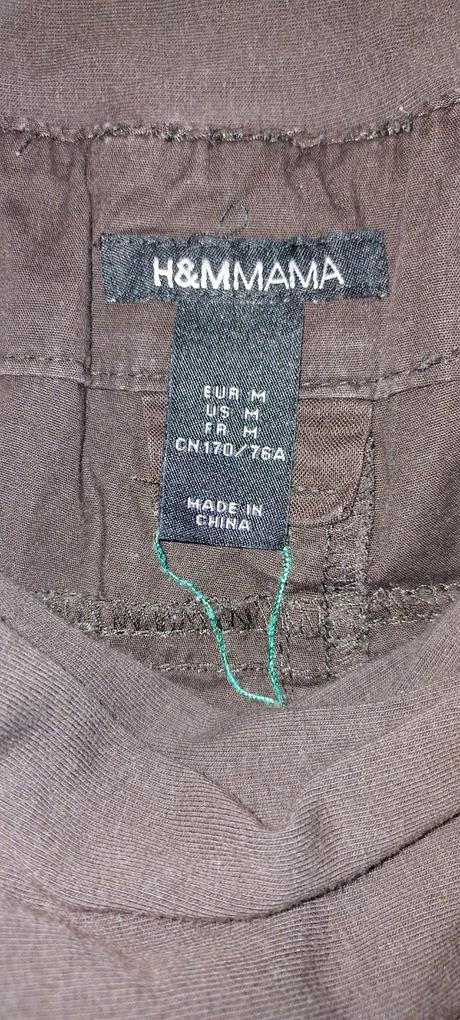 H&MMAMA
EUR M
US M
FR M
CN170/76A
MADE IN
CHINA